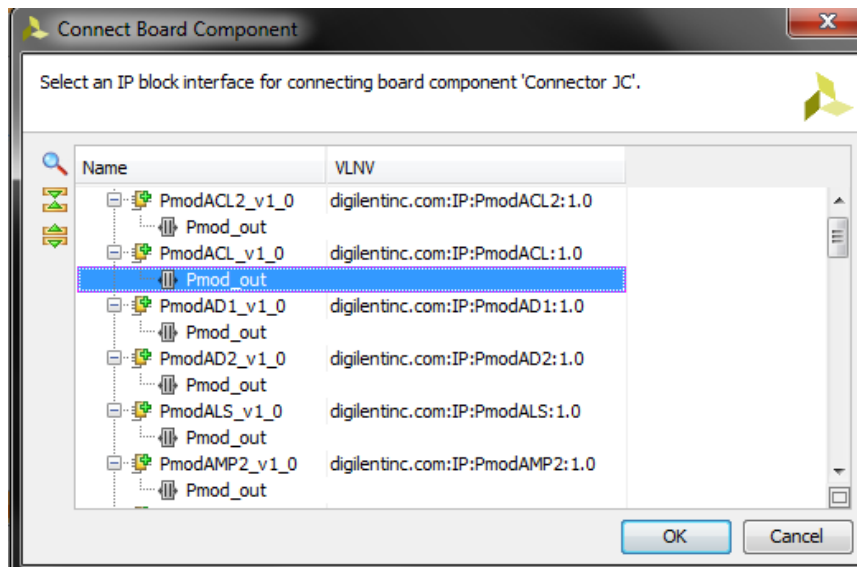 Connect Board Component
Select an IP block interface for connecting board component 'Connector JC'.
Name VLNV
PmodACL2_v1_0 digilentinc.com:IP:PmodACL2:1.0
Pmod_out
PmodACL_v1_0 digilentinc.com:IP:PmodACL:1.0
Pmod_out
PmodAD1_v1_0 digilentinc.com:IP:PmodAD1:1.0
Pmod_out
PmodAD2_v1_0 digilentinc.com:IP:PmodAD2:1.0
Pmod_out
PmodALS_v1_0 digilentinc.com:IP:PmodALS:1.0
Pmod_out
PmodAMP2_v1_0 digilentinc.com:IP:PmodAMP2:1.0
Pmod_out
OK Cancel